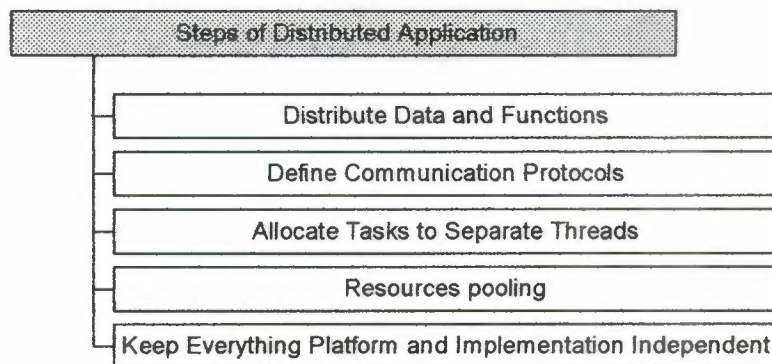 Steps of Distributed Application
Distribute Data and Functions
Define Communication Protocols
Allocate Tasks to Separate Threads
Resources pooling
Keep Everything Platform and Implementation Independent